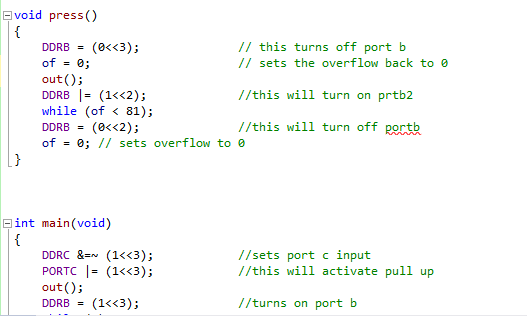 void press()
{
DDRB = (0<<3); // this turns off port b
of = 0; // sets the overflow back to 0
out();
DDRB |= (1<<2); //this will turn on prtb2
while (of < 81);
DDRB = (0<<2); //this will turn off portb
of = 0; // sets overflow to 0
}
int main(void)
{
DDRC &=~ (1<<3); //sets port c input
PORTC |= (1<<3); //this will activate pull up
out();
DDRB = (1<<3); //turns on port b